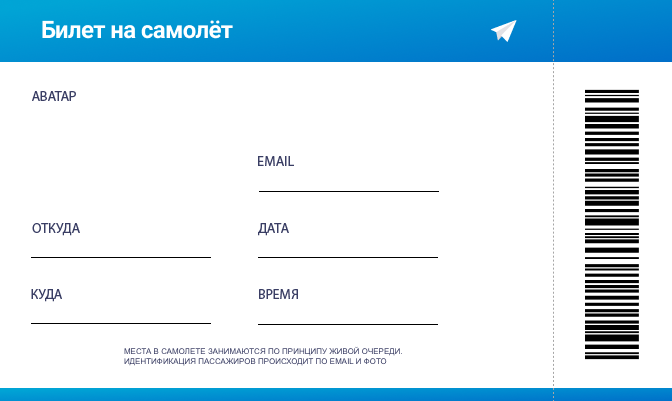 Билет на самолёт
АВАТАР
EMAIL
ОТКУДА
ДАТА
КУДА
ВРЕМЯ
МЕСТА В САМОЛЕТЕ ЗАНИМАЮТСЯ ПО ПРИНЦИПУ ЖИВОЙ ОЧЕРЕДИ.
ИДЕНТИФИКАЦИЯ ПАССАЖИРОВ ПРОИСХОДИТ ПО EMAIL И ФОТО